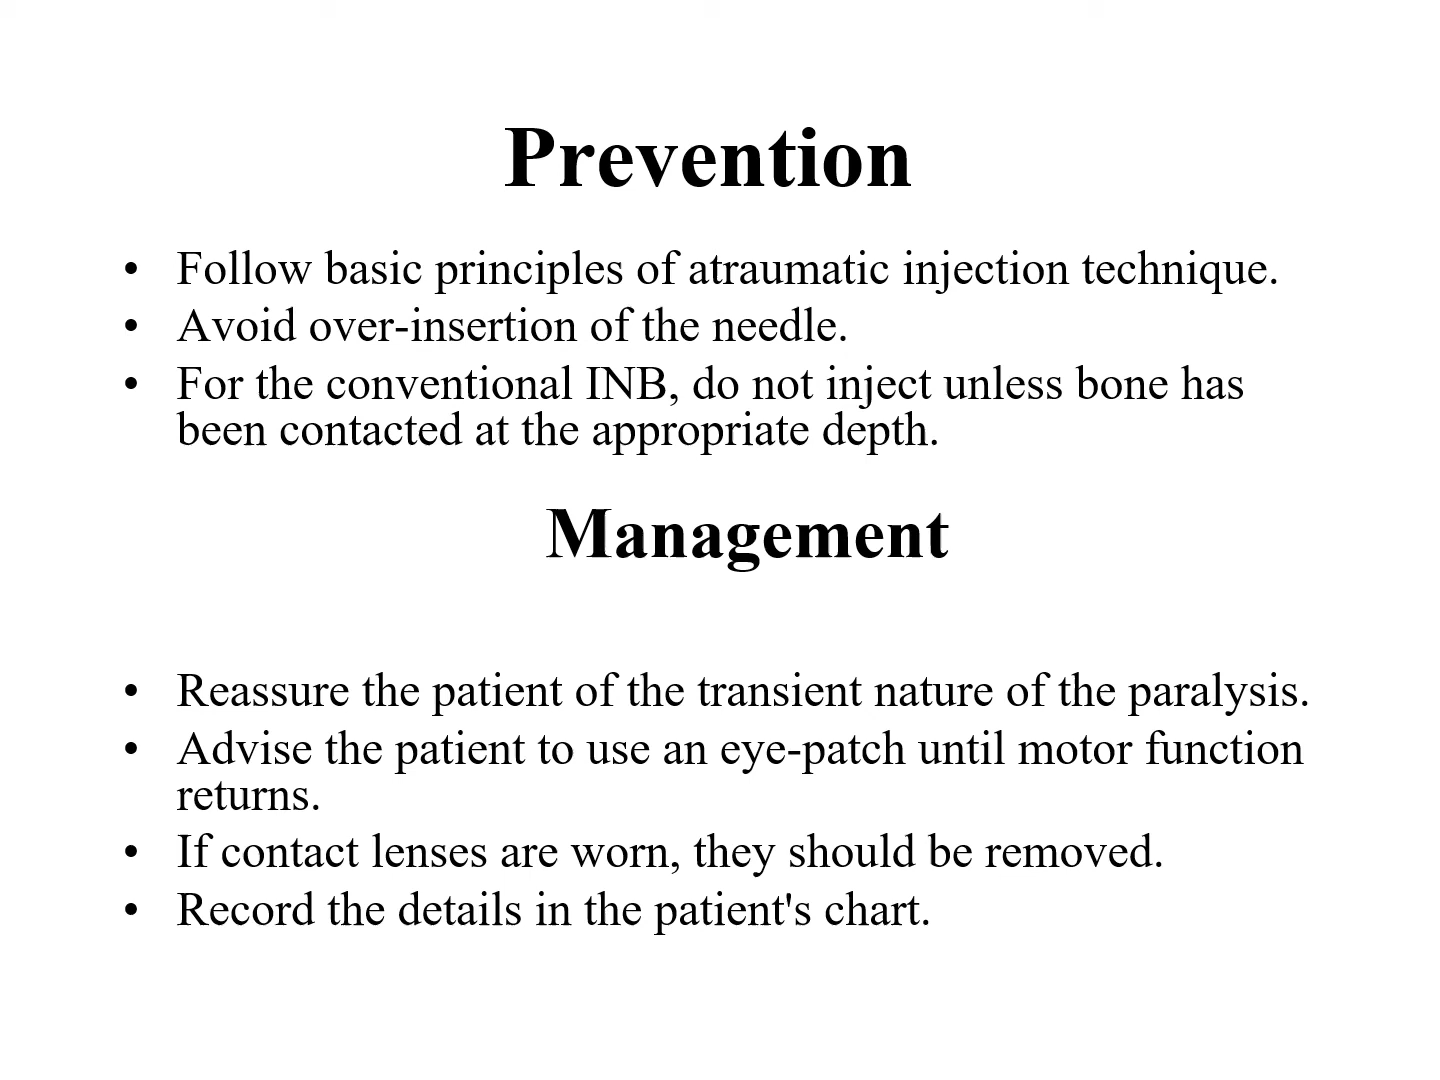 Prevention
• Follow basic principles of atraumatic injection technique.
• Avoid over-insertion of the needle.
• For the conventional INB, do not inject unless bone has
been contacted at the appropriate depth.
Management
• Reassure the patient of the transient nature of the paralysis.
• Advise the patient to use an eye-patch until motor function
returns.
• If contact lenses are worn, they should be removed.
• Record the details in the patient's chart.